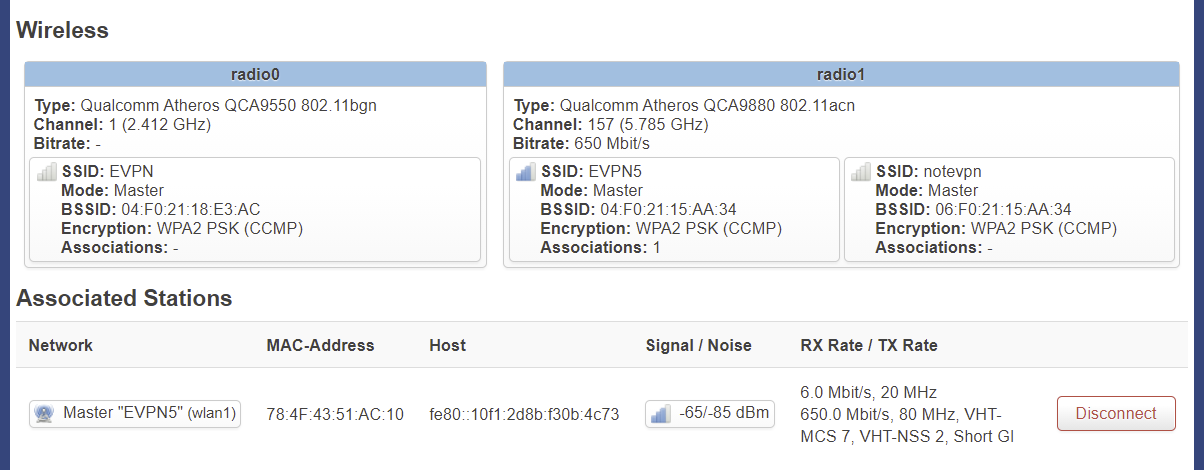 Wireless
radio0
Type: Qualcomm Atheros QCA9550 802.11bgn
Channel: 1 (2.412 GHz)
Bitrate: -
SSID: EVPN
Mode: Master
BSSID: 04:F0:21:18:E3:AC
Encryption: WPA2 PSK (CCMP)
Associations: -
radio1
Type: Qualcomm Atheros QCA9880 802.11acn
Channel: 157 (5.785 GHz)
Bitrate: 650 Mbit/s
SSID: EVPN5
Mode: Master
BSSID: 04:F0:21:15:AA:34
Encryption: WPA2 PSK (CCMP)
Associations: 1
SSID: notevpn
Mode: Master
BSSID: 06:F0:21:15:AA:34
Encryption: WPA2 PSK (CCMP)
Associations: -
Associated Stations
Network MAC-Address Host Signal / Noise RX Rate / TX Rate
Master "EVPN5" (wlan1) 78:4F:43:51:AC:10 fe80::10f1:2d8b:f30b:4c73 -65/-85 dBm
6.0 Mbit/s, 20 MHz
650.0 Mbit/s, 80 MHz, VHT-
MCS 7, VHT-NSS 2, Short GI
Disconnect